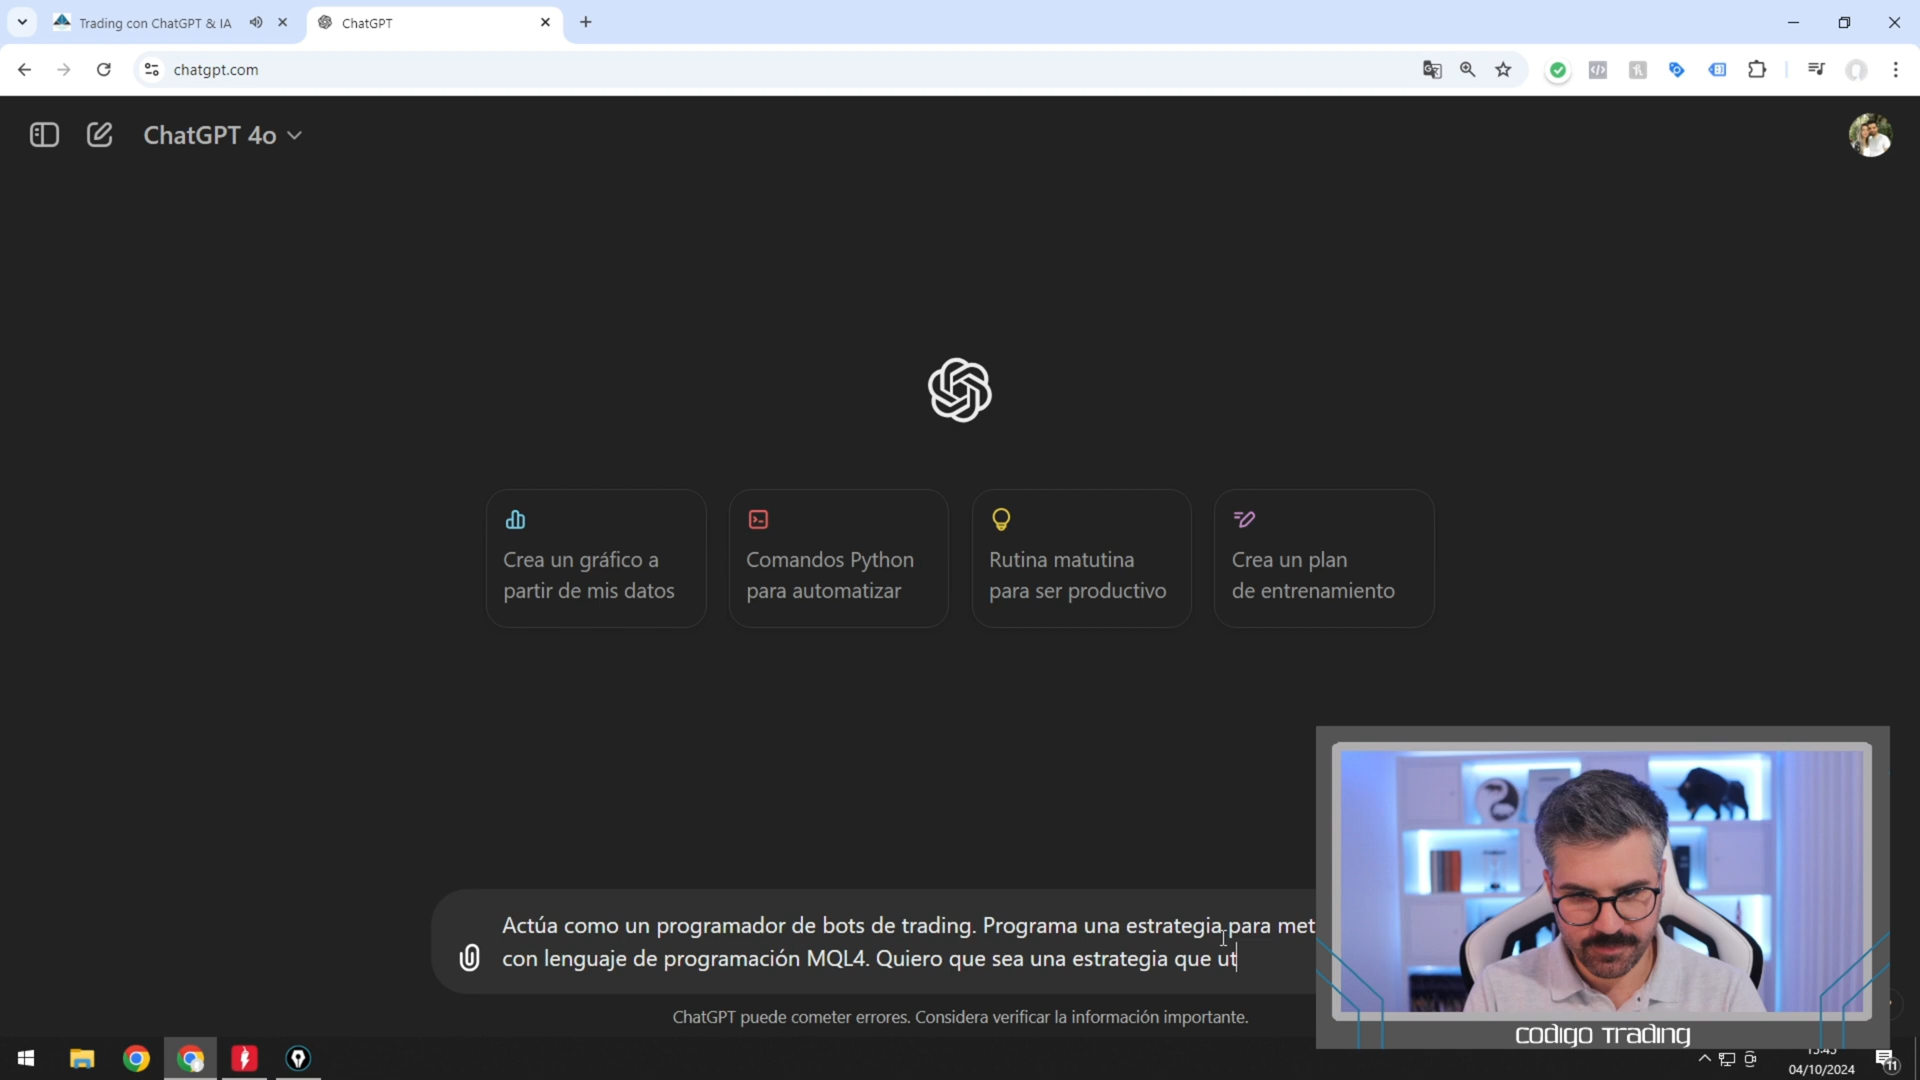 Trading con ChatGPT & IA
ChatGPT
chatgpt.com
ChatGPT 4o
Crea un gráfico a
partir de mis datos
Comandos Python
para automatizar
Rutina matutina
para ser productivo
Crea un plan
de entrenamiento
Actúa como un programador de bots de trading. Programa una estrategia para met
con lenguaje de programación MQL4. Quiero que sea una estrategia que ut
ChatGPT puede cometer errores. Considera verificar la información importante.
CODIGO TRADING
04/10/2024
11